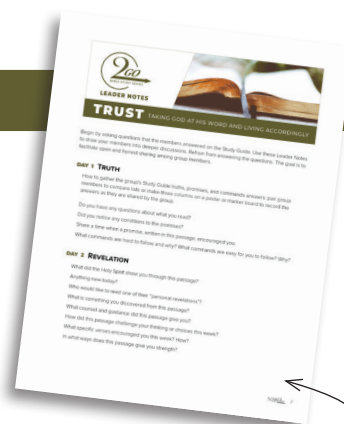 2GO
LEADER NOTES
TRUST TAKING GOD AT HIS WORD AND LIVING ACCORDINGLY
Begin by asking questions that the members answered on the Study Guide. Use these Leader Notes
to draw your members into deeper discussions. Refrain from answering the questions. The goal is to
facilitate open and honest sharing among group members.
DAY 1 TRUTH
How to gather the group's Study Guide truths, promises, and commands answers: pair group
members to compare lists or make three columns on a poster or marker board to record the
answers as they are shared by the group.
Do you have any questions about what you read?
Did you notice any conditions to the promises?
Share a time when a promise, written in this passage, encouraged you.
What commands are hard to follow and why? What commands are easy for you to follow? Why?
DAY 2 REVELATION
What did the Holy Spirit show you through this passage?
Anything new today?
Who would like to read one of their "personal revelations"?
What is something you discovered from this passage?
What counsel and guidance did this passage give you?
How did this passage challenge your thinking or choices this week?
What specific verses encouraged you this week? How?
In what ways does this passage give you strength?